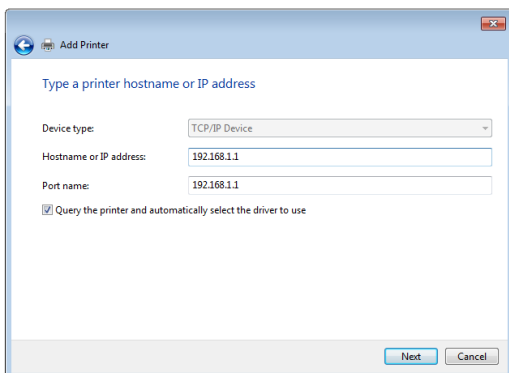 Add Printer
Type a printer hostname or IP address
Device type: TCP/IP Device
Hostname or IP address: 192.168.1.1
Port name: 192.168.1.1
Query the printer and automatically select the driver to use
Next Cancel